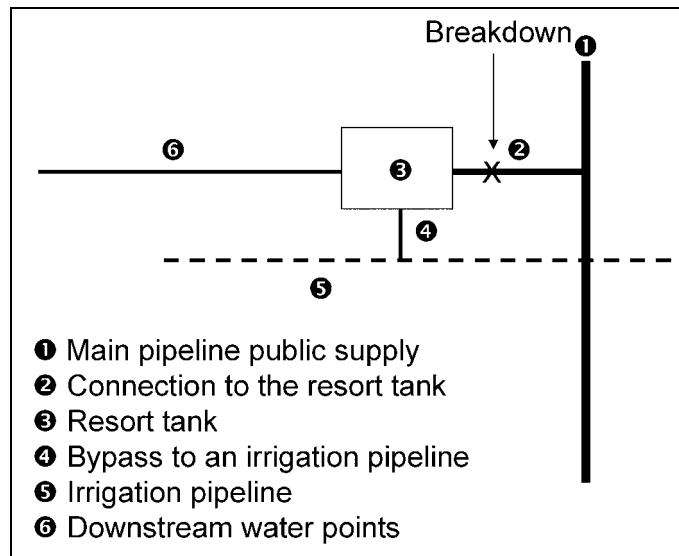 Breakdown
❶
❷
❻
❸
❹
❺
❶ Main pipeline public supply
❷ Connection to the resort tank
❸ Resort tank
❹ Bypass to an irrigation pipeline
❺ Irrigation pipeline
❻ Downstream water points